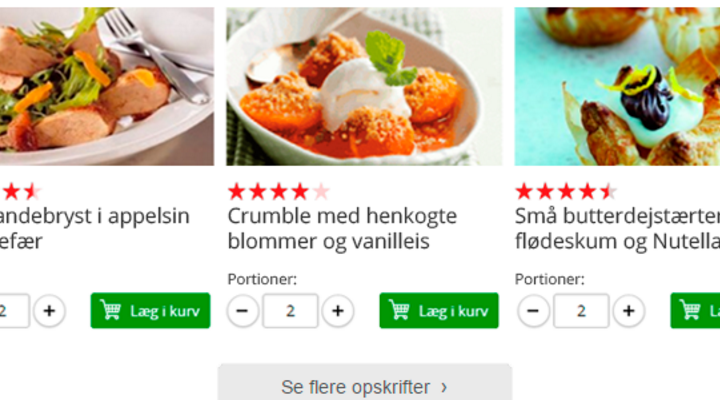 andebryst i appelsin
efær
2
+
Læg i kurv
Crumble med henkogte
blommer og vanilleis
Portioner:
− 2 +
Læg i kurv
Små butterdejstærter
flødeskum og Nutella
Portioner:
− 2 +
Se flere opskrifter ›